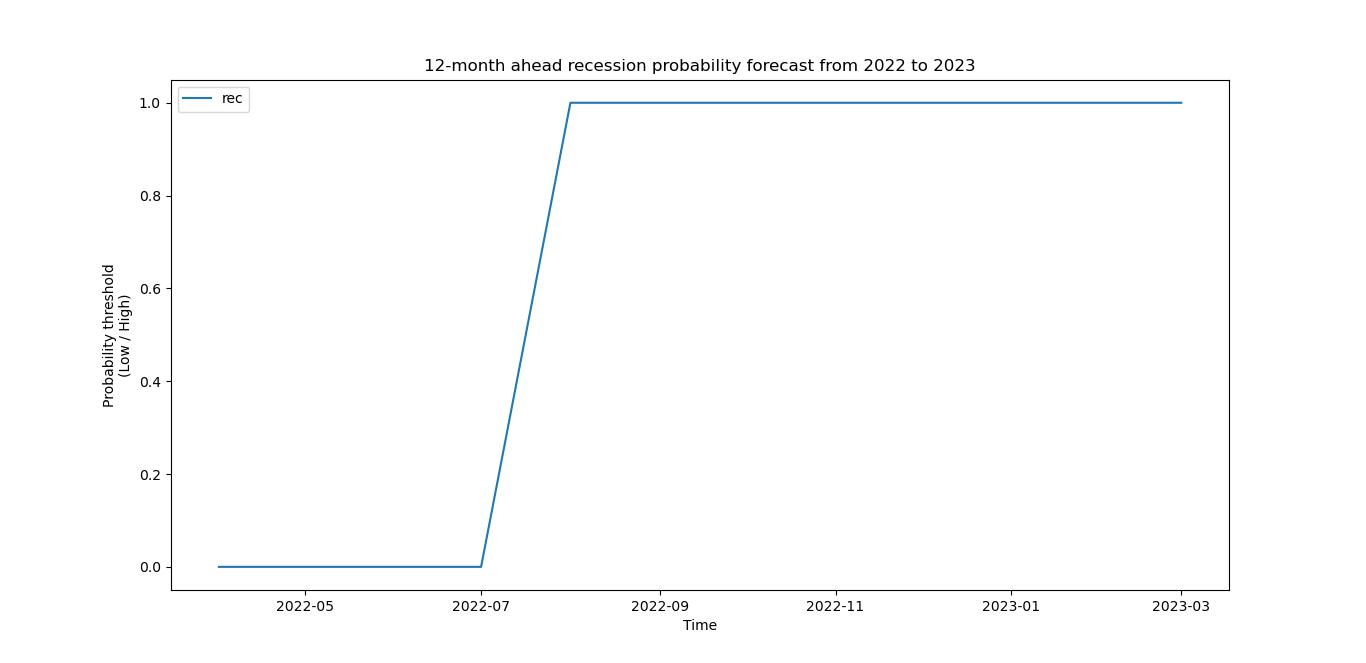 12-month ahead recession probability forecast from 2022 to 2023
rec
1.0
0.8
0.6
0.4
0.2
0.0
Probability threshold
(Low / High)
2022-05
2022-07
2022-09
2022-11
2023-01
2023-03
Time